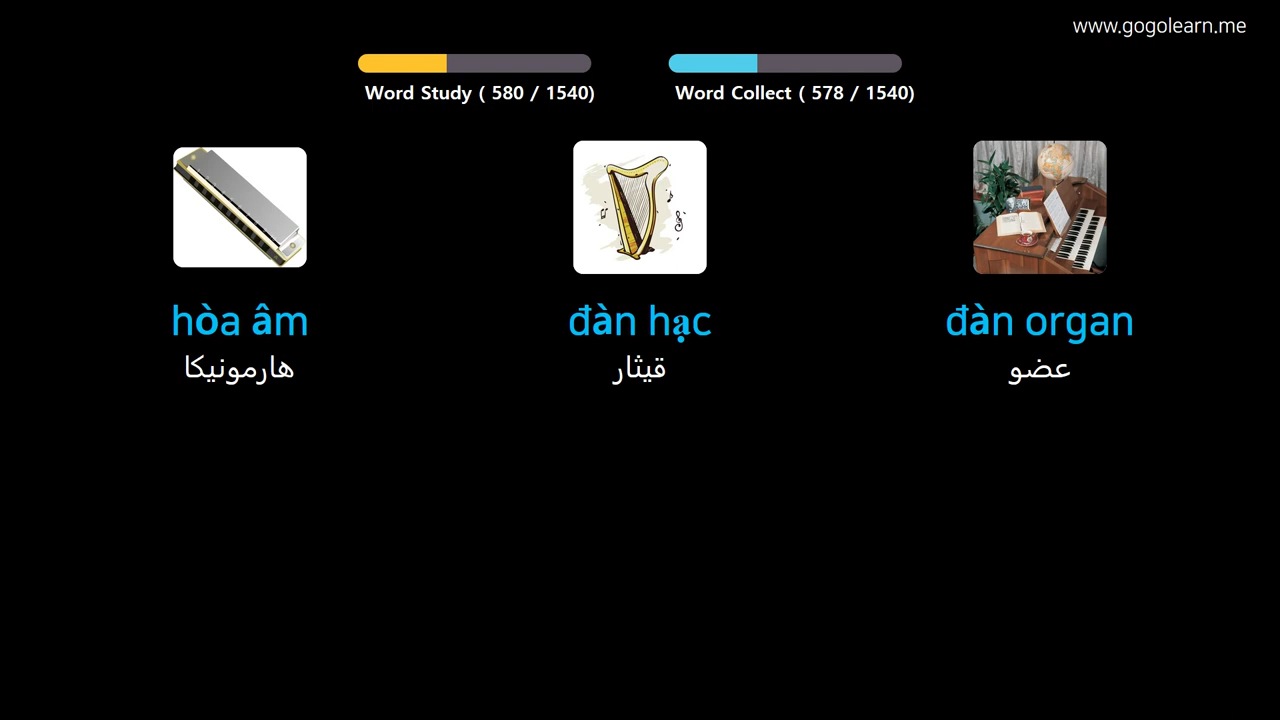 www.gogolearn.me
Word Study ( 580 / 1540)
Word Collect ( 578 / 1540)
hòa âm
đàn hạc
đàn organ
هارمونيكا
قيثار
عضو